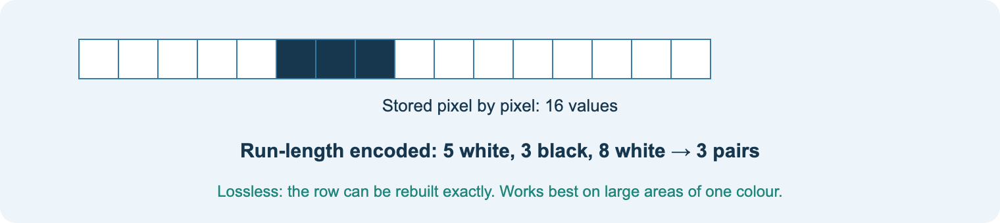 Stored pixel by pixel: 16 values
Run-length encoded: 5 white, 3 black, 8 white → 3 pairs
Lossless: the row can be rebuilt exactly. Works best on large areas of one colour.